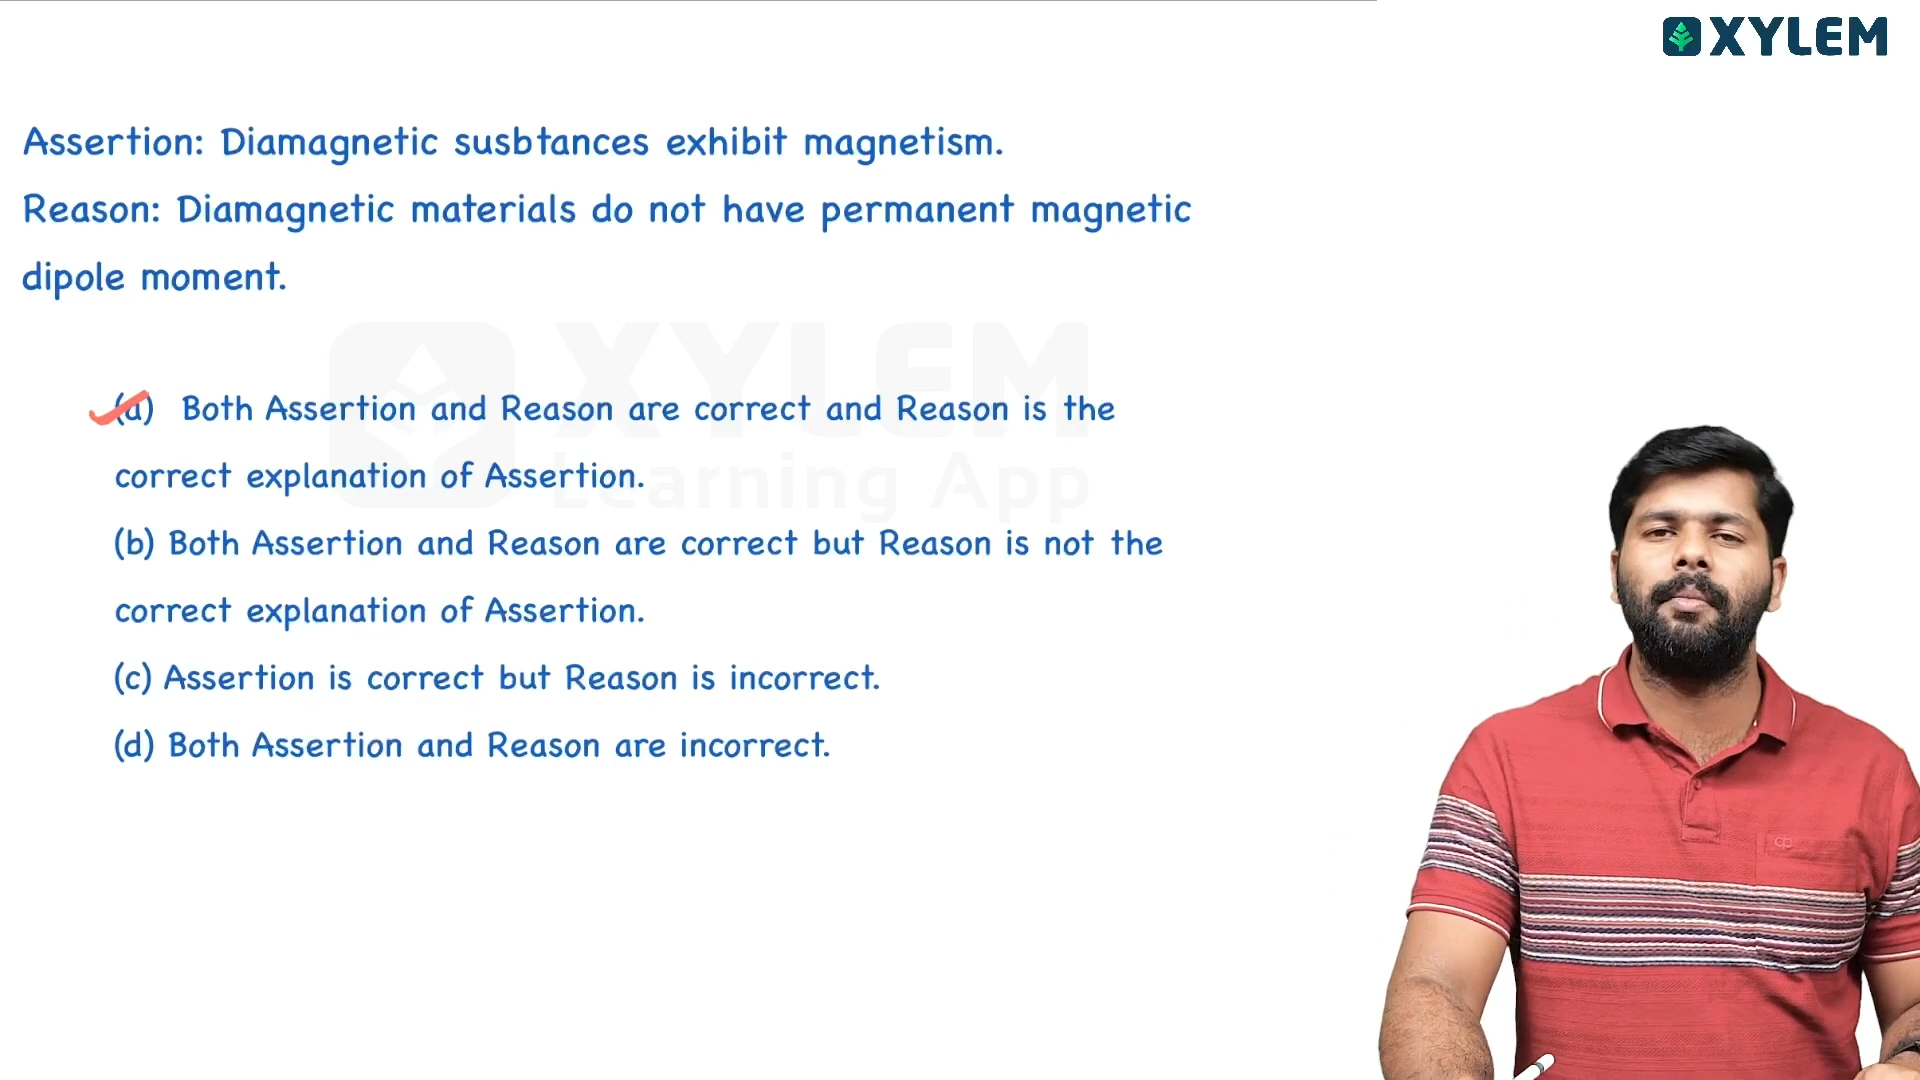 XYLEM
Assertion: Diamagnetic susbtances exhibit magnetism.
Reason: Diamagnetic materials do not have permanent magnetic
dipole moment.
XYLEM
Learning App
(a) Both Assertion and Reason are correct and Reason is the
correct explanation of Assertion.
(b) Both Assertion and Reason are correct but Reason is not the
correct explanation of Assertion.
(c) Assertion is correct but Reason is incorrect.
(d) Both Assertion and Reason are incorrect.